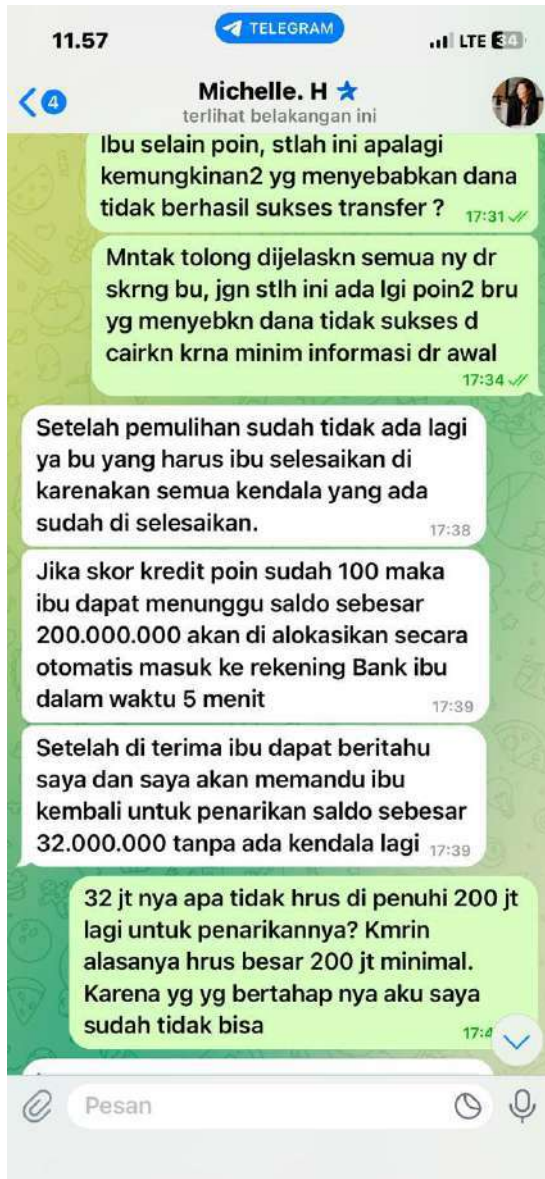 11.57
TELEGRAM
LTE 34
4
Michelle. H
terlihat belakangan ini
Ibu selain poin, stlah ini apalagi
kemungkinan2 yg menyebabkan dana
tidak berhasil sukses transfer ?
17:31
Mntak tolong dijelaskn semua ny dr
skrng bu, jgn stlh ini ada lgi poin2 bru
yg menyebkn dana tidak sukses d
cairkn krna minim informasi dr awal
17:34
Setelah pemulihan sudah tidak ada lagi
ya bu yang harus ibu selesaikan di
karenakan semua kendala yang ada
sudah di selesaikan.
17:38
Jika skor kredit poin sudah 100 maka
ibu dapat menunggu saldo sebesar
200.000.000 akan di alokasikan secara
otomatis masuk ke rekening Bank ibu
dalam waktu 5 menit
17:39
Setelah di terima ibu dapat beritahu
saya dan saya akan memandu ibu
kembali untuk penarikan saldo sebesar
32.000.000 tanpa ada kendala lagi
17:39
32 jt nya apa tidak hrus di penuhi 200 jt
lagi untuk penarikannya? Kmrin
alasanya hrus besar 200 jt minimal.
Karena yg yg bertahap nya aku saya
sudah tidak bisa
Pesan